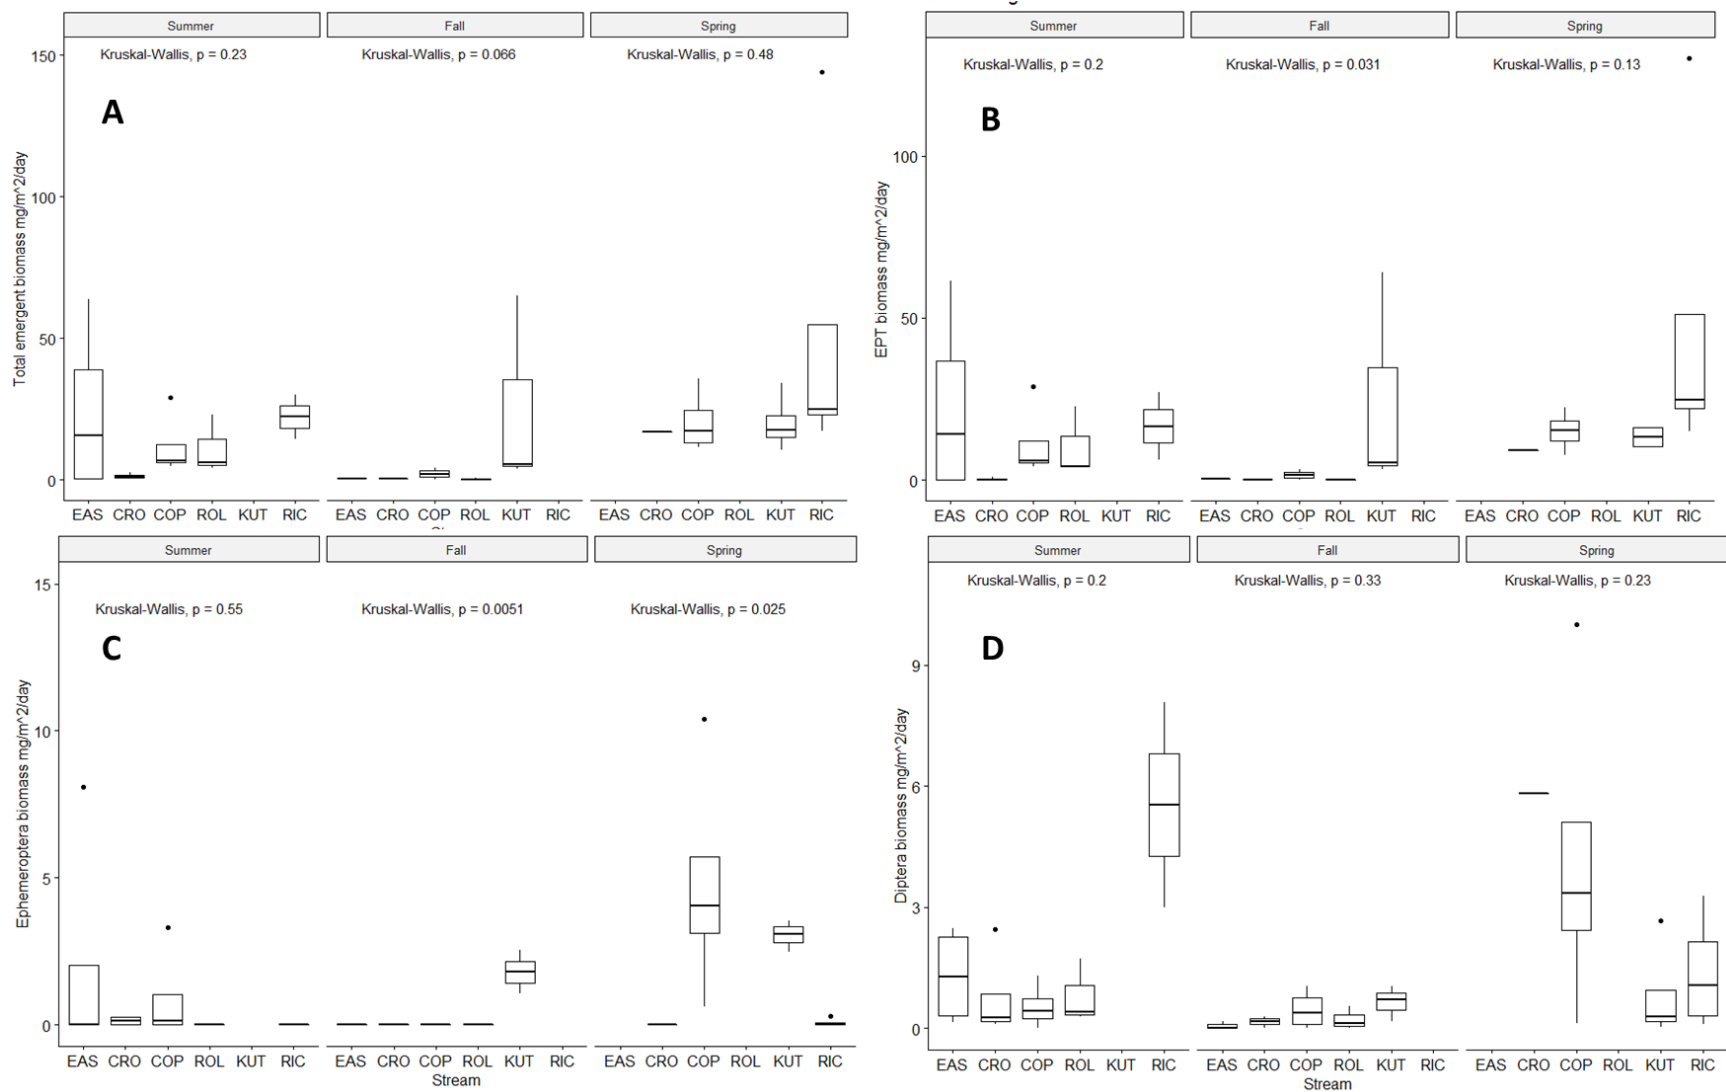 Summer Fall Spring
Kruskal-Wallis, p = 0.23 Kruskal-Wallis, p = 0.066 Kruskal-Wallis, p = 0.48
A
Total emergent biomass mg/m^2/day
150
100
50
0
EAS CRO COP ROL KUT RIC EAS CRO COP ROL KUT RIC EAS CRO COP ROL KUT RIC
Summer Fall Spring
Kruskal-Wallis, p = 0.2 Kruskal-Wallis, p = 0.031 Kruskal-Wallis, p = 0.13
B
EPT biomass mg/m^2/day
100
50
0
EAS CRO COP ROL KUT RIC EAS CRO COP ROL KUT RIC EAS CRO COP ROL KUT RIC
Summer Fall Spring
Kruskal-Wallis, p = 0.55 Kruskal-Wallis, p = 0.0051 Kruskal-Wallis, p = 0.025
C
Ephemeroptera biomass mg/m^2/day
15
10
5
0
EAS CRO COP ROL KUT RIC EAS CRO COP ROL KUT RIC EAS CRO COP ROL KUT RIC
Stream
Summer Fall Spring
Kruskal-Wallis, p = 0.2 Kruskal-Wallis, p = 0.33 Kruskal-Wallis, p = 0.23
D
Diptera biomass mg/m^2/day
9
6
3
0
EAS CRO COP ROL KUT RIC EAS CRO COP ROL KUT RIC EAS CRO COP ROL KUT RIC
Stream